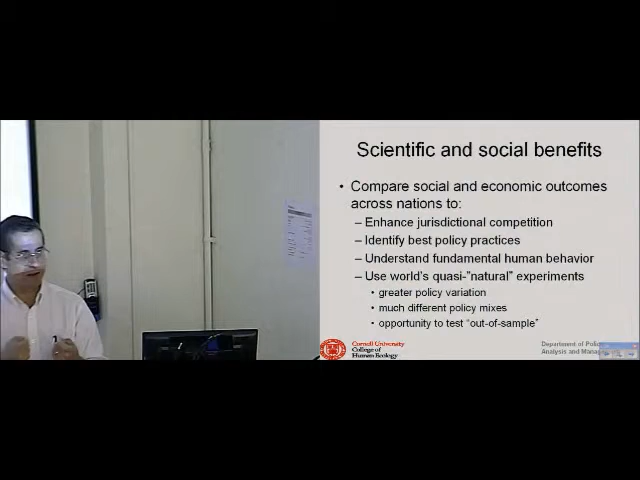 Scientific and social benefits
• Compare social and economic outcomes
across nations to:
– Enhance jurisdictional competition
– Identify best policy practices
– Understand fundamental human behavior
– Use world's quasi-"natural" experiments
• greater policy variation
• much different policy mixes
• opportunity to test "out-of-sample"
Cornell University
College of
Human Ecology
Department of
Analysis and